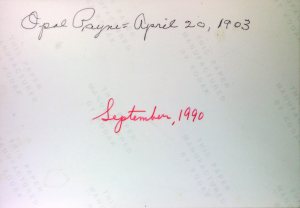 Opal Payne = April 20, 1903
September, 1990